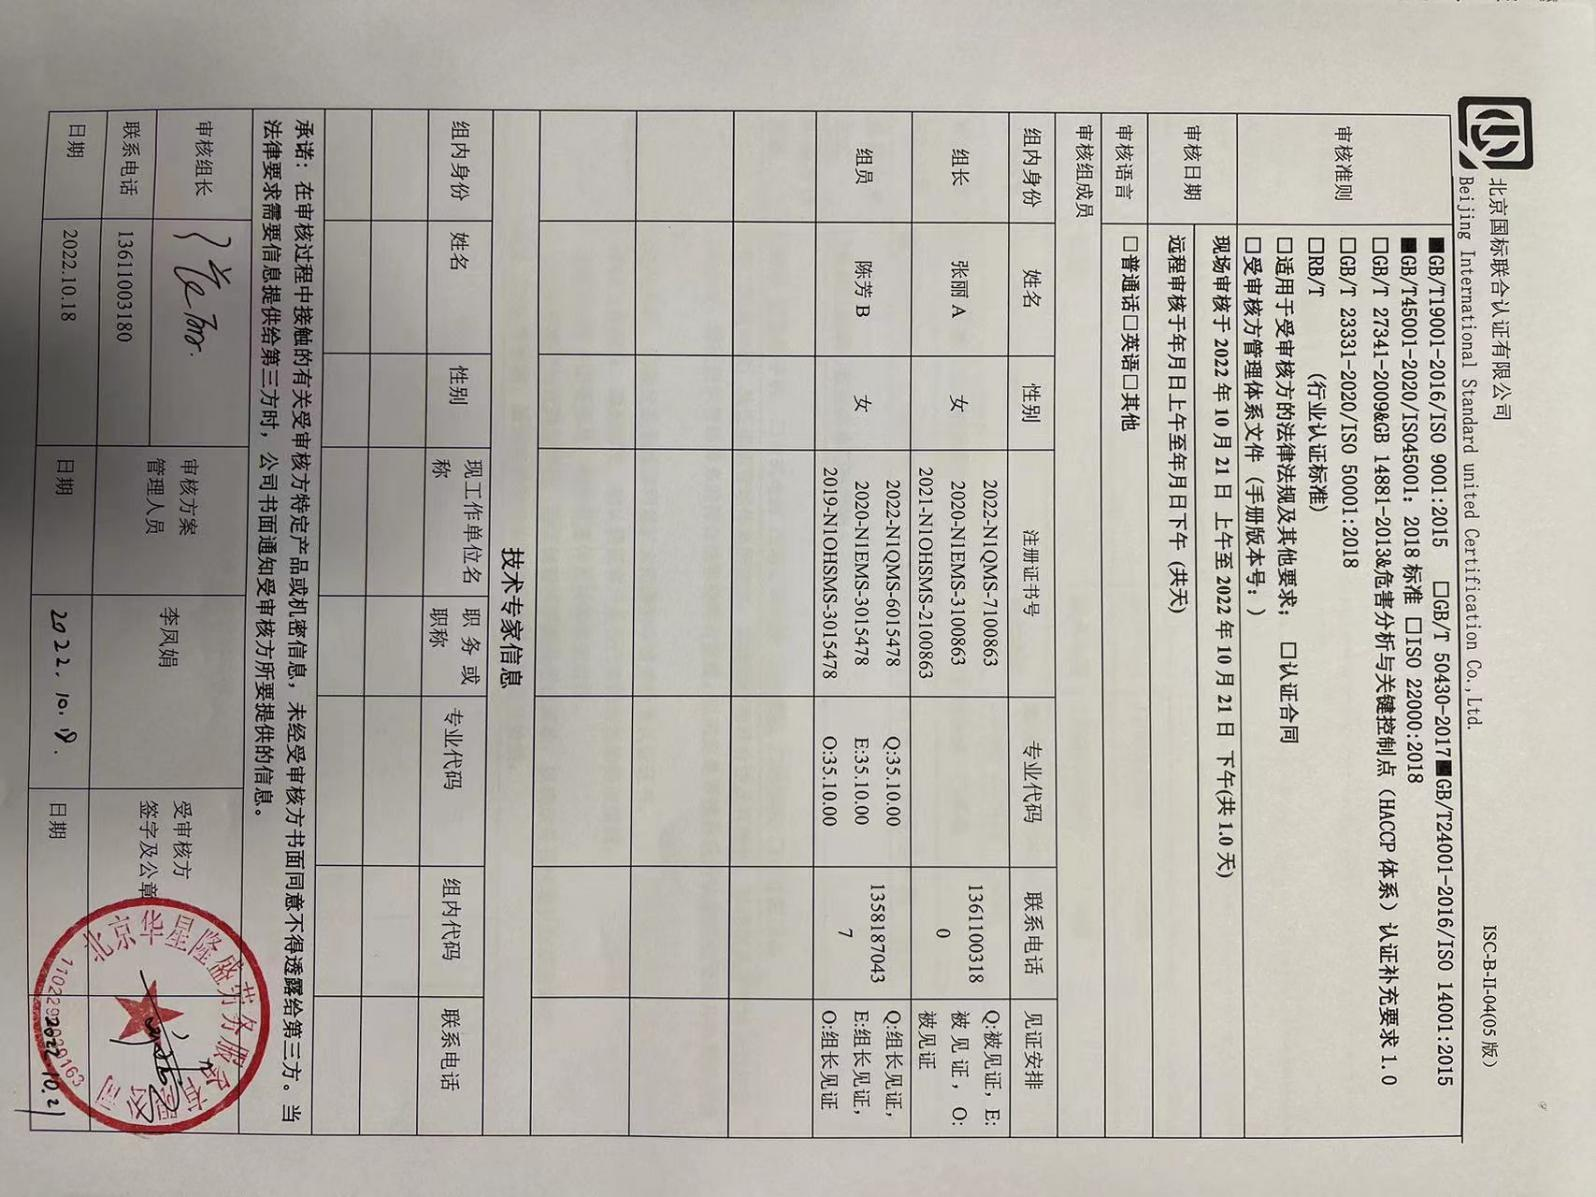 北京国标联合认证有限公司
Beijing International Standard united Certification Co.,Ltd.
ISC-B-II-04(05 版)
审核准则
■GB/T19001-2016/ISO 9001:2015 □GB/T 50430-2017■GB/T24001-2016/ISO 14001:2015
■GB/T45001-2020/ISO45001: 2018 标准 □ISO 22000:2018
□GB/T 27341-2009&GB 14881-2013&危害分析与关键控制点（HACCP 体系）认证补充要求 1.0
□GB/T 23331-2020/ISO 50001:2018
□RB/T （行业认证标准）
□适用于受审核方的法律法规及其他要求； □认证合同
□受审核方管理体系文件（手册版本号：）
审核日期
现场审核于 2022 年 10 月 21 日 上午至 2022 年 10 月 21 日 下午(共 1.0 天)
远程审核于年月日上午至年月日下午 (共天)
审核语言
□普通话□英语□其他
审核组成员
组内身份 姓名 性别 注册证书号 专业代码 联系电话 见证安排
组长 张丽 A 女
2022-N1QMS-7100863
2020-N1EMS-3100863
2021-N1OHSMS-2100863
1361100318
0
Q:被见证, E:
被见证, O:
被见证
组员 陈芳 B 女
2022-N1QMS-6015478
2020-N1EMS-3015478
2019-N1OHSMS-3015478
Q:35.10.00
E:35.10.00
O:35.10.00
1358187043
7
Q:组长见证,
E:组长见证,
O:组长见证
技术专家信息
组内身份 姓名 性别 现工作单位名 职 务 或 专业代码 组内代码 联系电话
称 职称
承诺：在审核过程中接触的有关受审核方特定产品或机密信息，未经受审核方书面同意不得透露给第三方。当
法律要求需要信息提供给第三方时，公司书面通知受审核方所要提供的信息。
审核组长
审核方案
管理人员
李凤娟
受审核方
签字及公章
联系电话 13611003180
日期 2022.10.18 日期 2022.10.18. 日期 2022.10.21
北京华星隆盛劳务服务有限公司